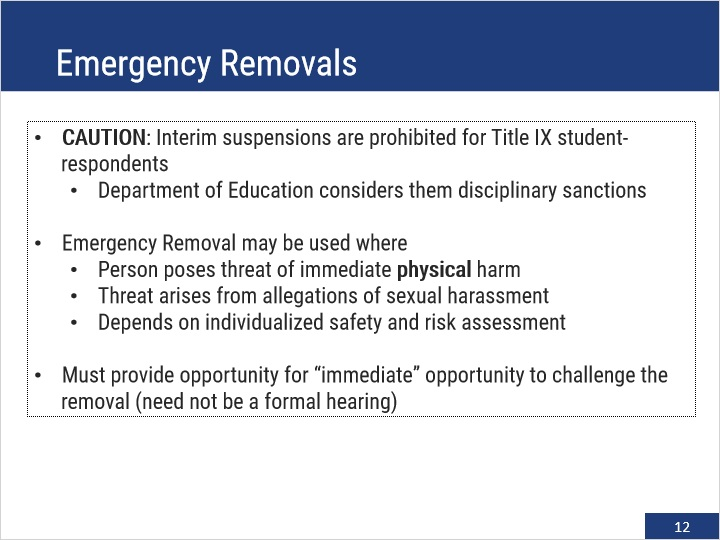 Emergency Removals
• CAUTION: Interim suspensions are prohibited for Title IX student-
respondents
• Department of Education considers them disciplinary sanctions
• Emergency Removal may be used where
• Person poses threat of immediate physical harm
• Threat arises from allegations of sexual harassment
• Depends on individualized safety and risk assessment
• Must provide opportunity for “immediate” opportunity to challenge the
removal (need not be a formal hearing)
12